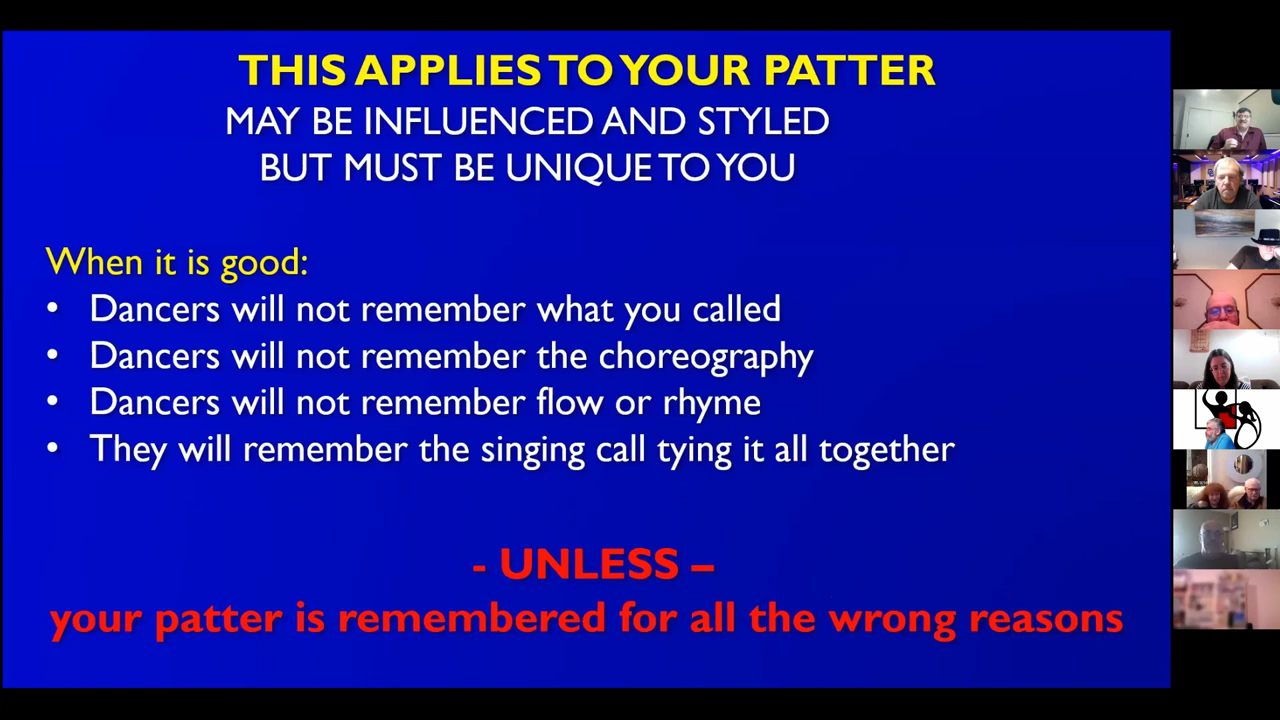 THIS APPLIES TO YOUR PATTER
MAY BE INFLUENCED AND STYLED
BUT MUST BE UNIQUE TO YOU
When it is good:
• Dancers will not remember what you called
• Dancers will not remember the choreography
• Dancers will not remember flow or rhyme
• They will remember the singing call tying it all together
- UNLESS –
your patter is remembered for all the wrong reasons